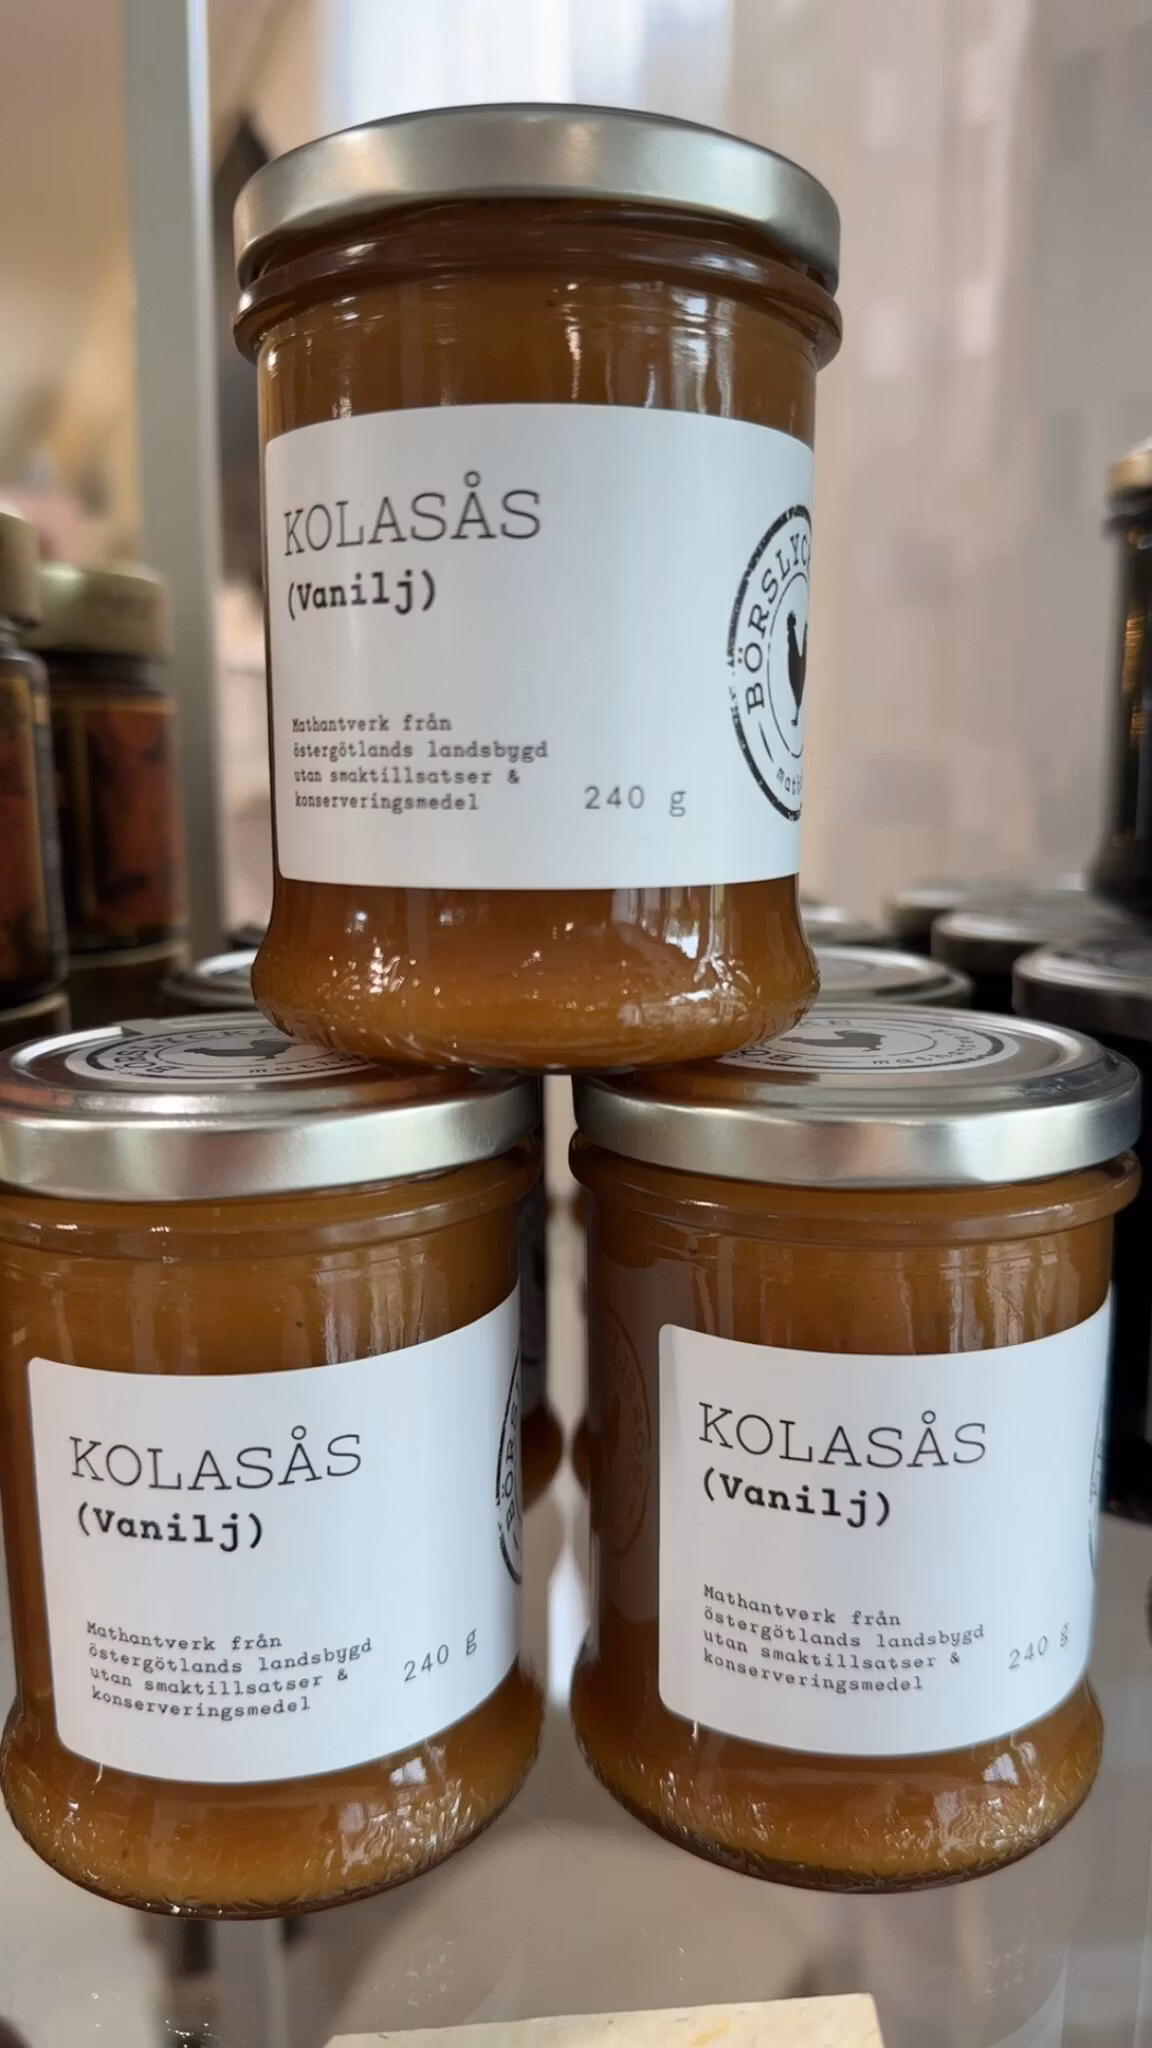 KOLASÅS
(Vanilj)
Mathantverk från
östergötlands landsbygd
utan smaktillsatser &
konserveringsmedel
240 g
KOLASÅS
(Vanilj)
Mathantverk från
östergötlands landsbygd
utan smaktillsatser &
konserveringsmedel
240 g
KOLASÅS
(Vanilj)
Mathantverk från
östergötlands landsbygd
utan smaktillsatser &
konserveringsmedel
240 g